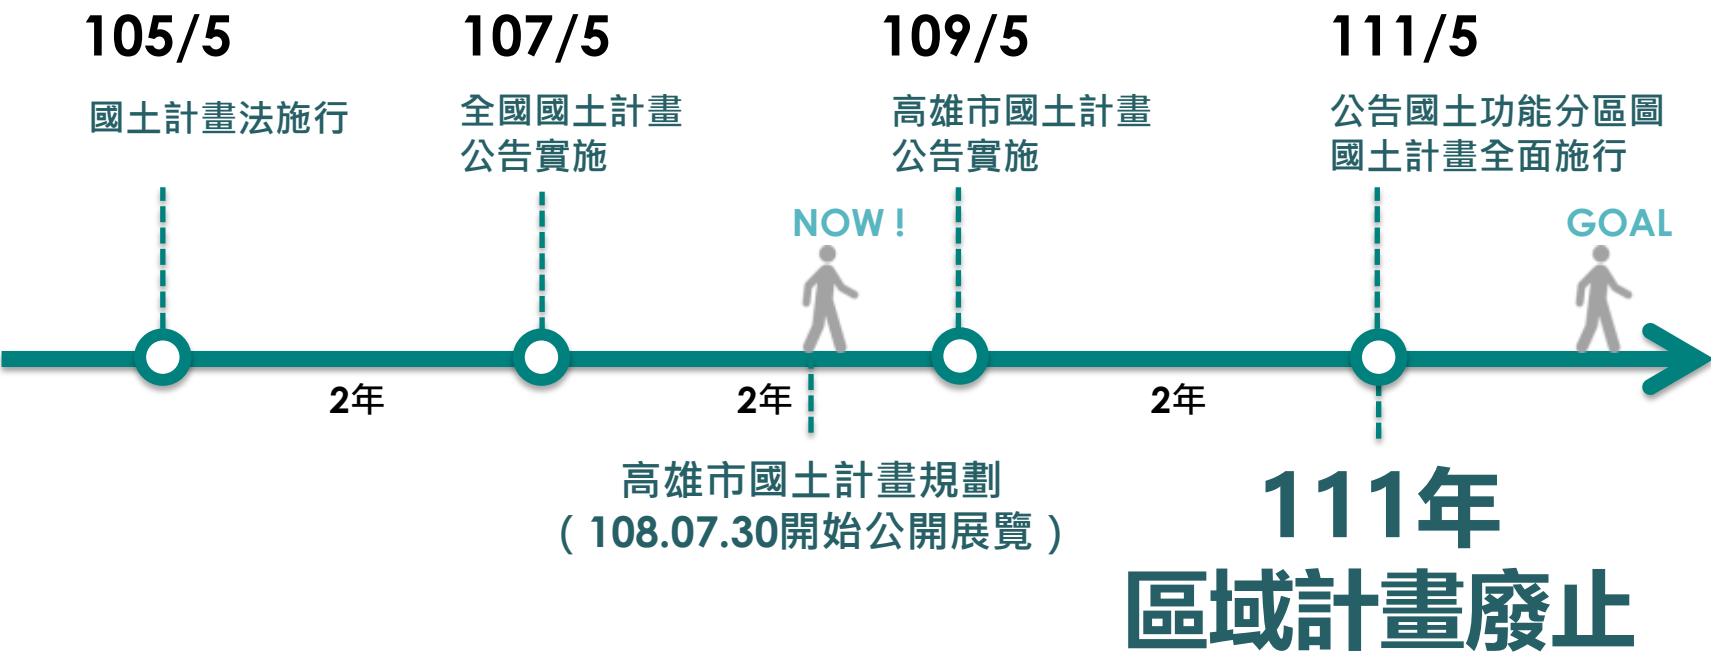 105/5
國土計畫法施行
107/5
全國國土計畫
公告實施
109/5
高雄市國土計畫
公告實施
111/5
公告國土功能分區圖
國土計畫全面施行
NOW !
GOAL
2年
2年
2年
高雄市國土計畫規劃
（108.07.30開始公開展覽）
111年
區域計畫廢止